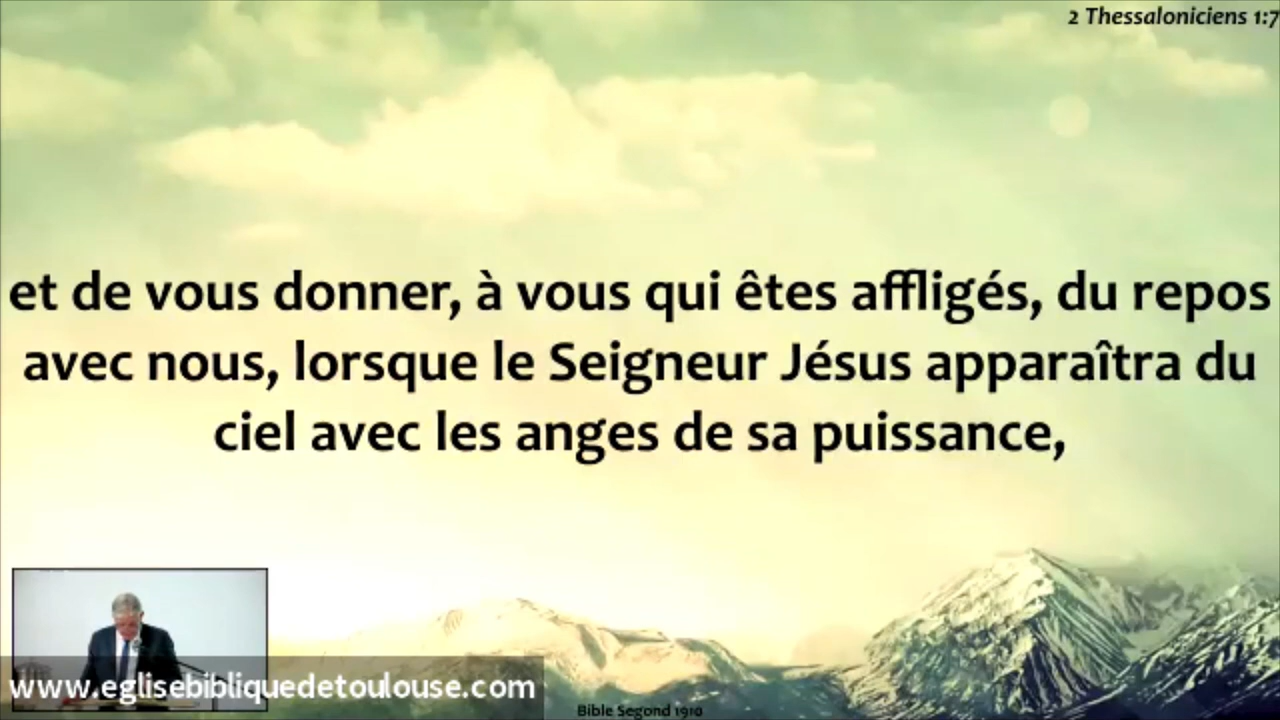 2 Thessaloniciens 1:7
et de vous donner, à vous qui êtes affligés, du repos
avec nous, lorsque le Seigneur Jésus apparaîtra du
ciel avec les anges de sa puissance,
www.eglisebibliquedetoulouse.com
Bible Segond 1910